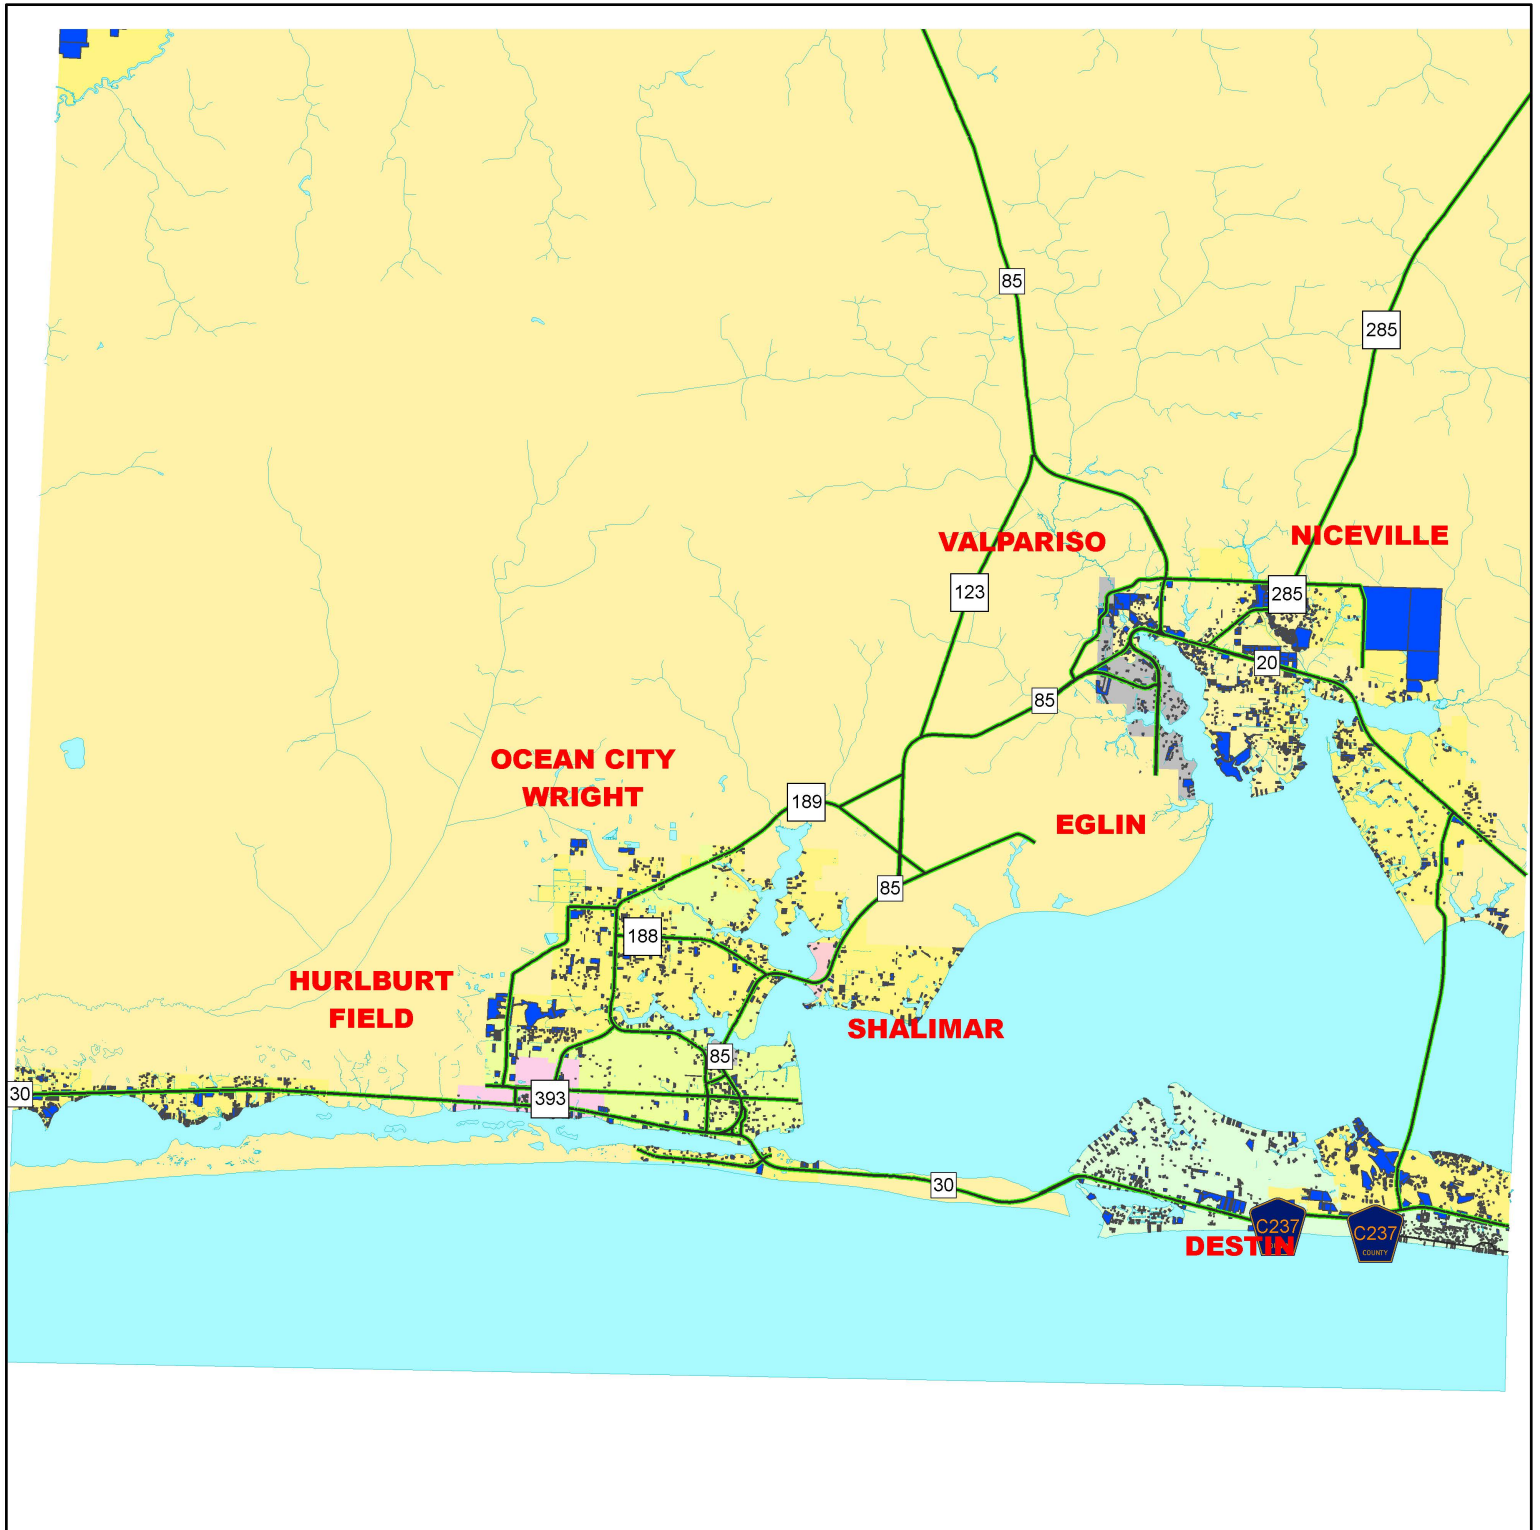 85
285
VALPARISO
NICEVILLE
123
285
20
85
OCEAN CITY
WRIGHT
189
EGLIN
85
188
HURLBURT
FIELD
SHALIMAR
85
30
393
30
C237
C237
COUNTY
DESTIN